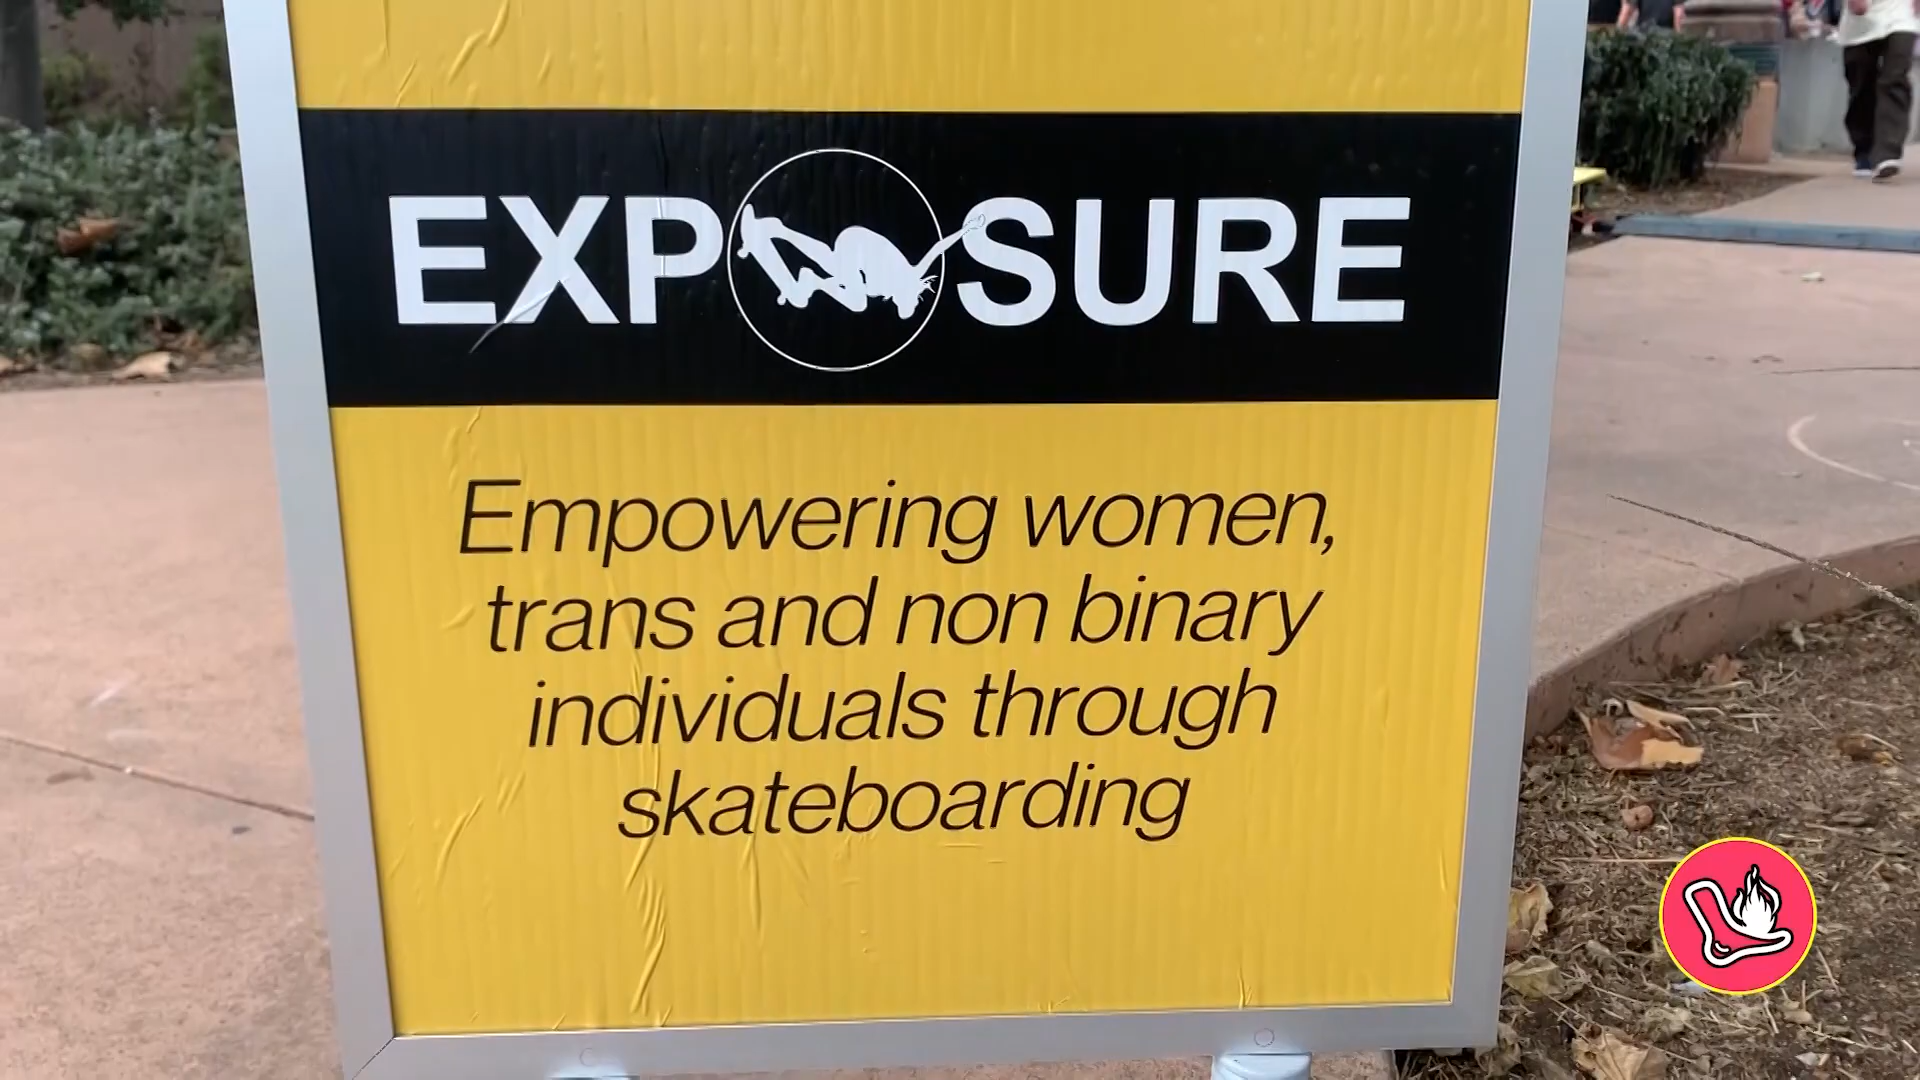 EXPOSURE
Empowering women,
trans and non binary
individuals through
skateboarding